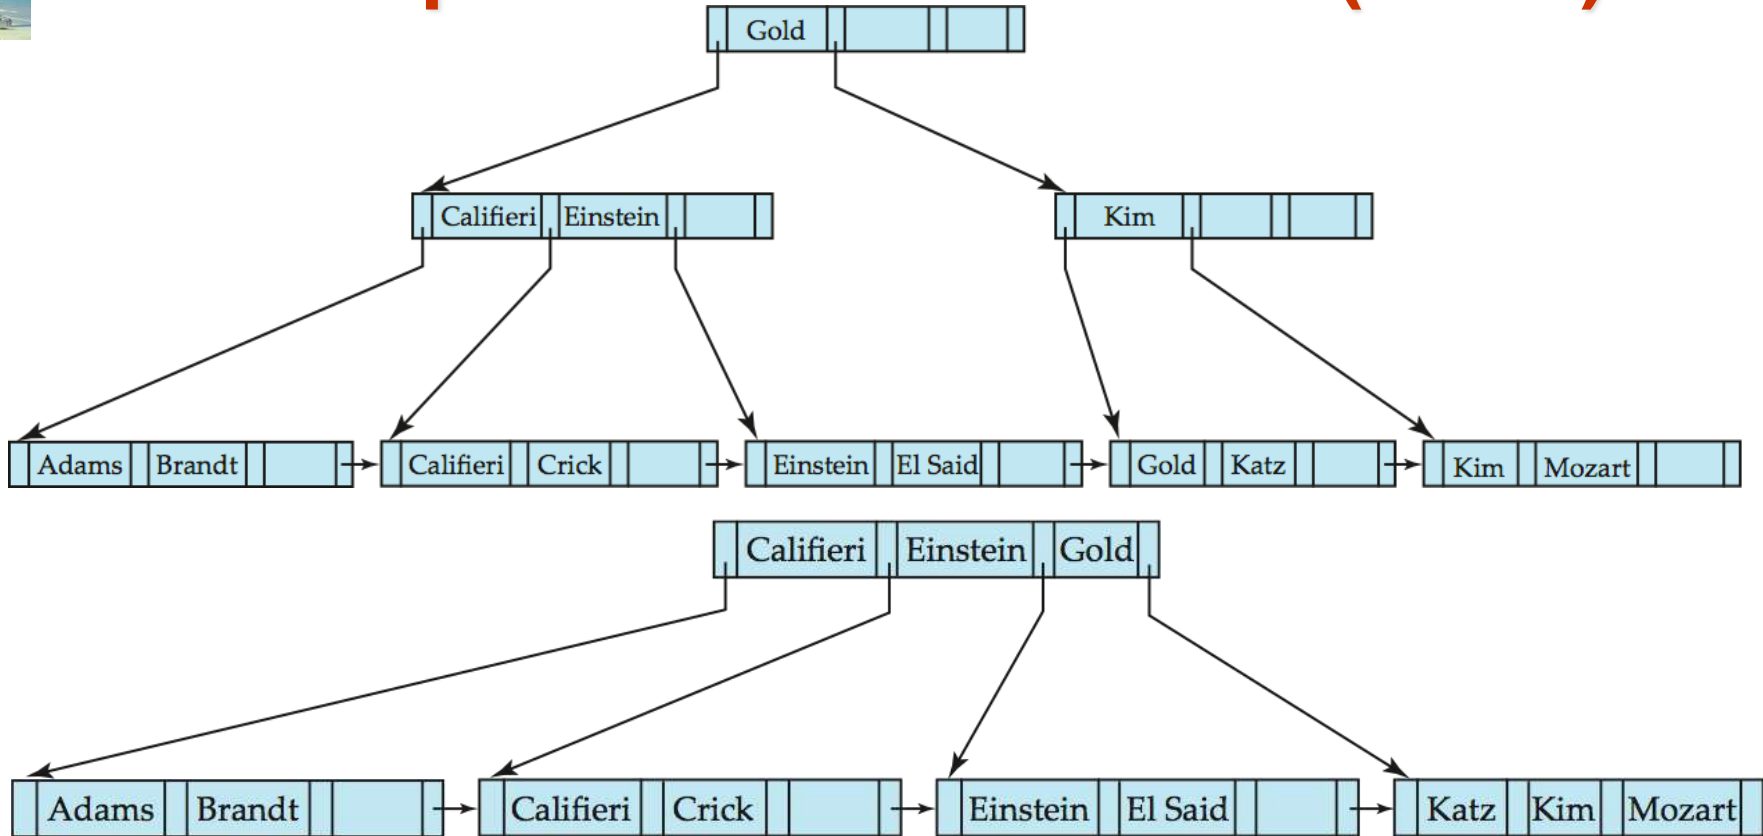 Gold
Califieri Einstein
Kim
Adams Brandt
Califieri Crick
Einstein El Said
Gold Katz
Kim Mozart
Califieri Einstein Gold
Adams Brandt
Califieri Crick
Einstein El Said
Katz Kim Mozart